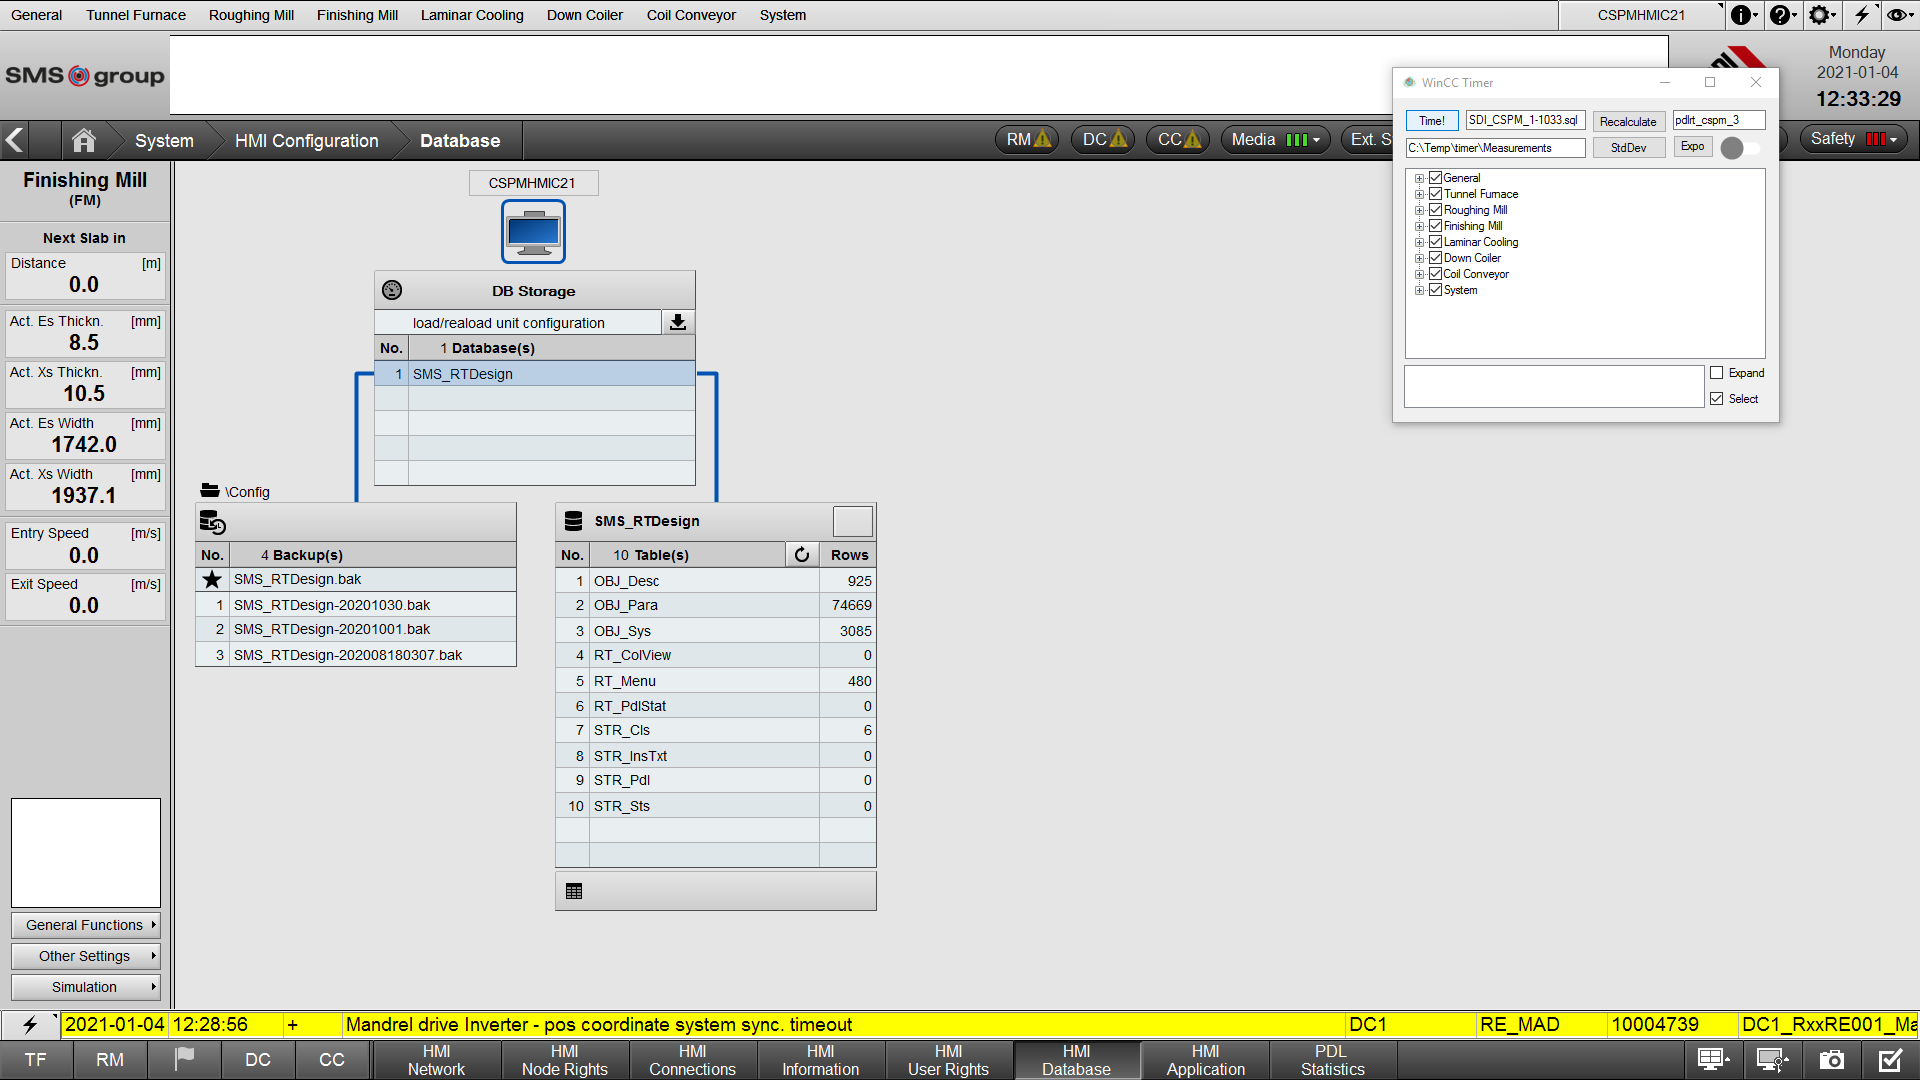 General Tunnel Furnace Roughing Mill Finishing Mill Laminar Cooling Down Coiler Coil Conveyor System CSPMHMIC21
SMS group
Monday
2021-01-04
12:33:29
System HMI Configuration Database RM DC CC Media Ext. S Safety
WinCC Timer
Time! SDI_CSPM_1-1033.sql Recalculate pdlrt_cspm_3
C:\Temp\timer\Measurements StdDev Expo
General
Tunnel Furnace
Roughing Mill
Finishing Mill
Laminar Cooling
Down Coiler
Coil Conveyor
System
Expand
Select
Finishing Mill
(FM)
Next Slab in
Distance [m]
0.0
Act. Es Thickn. [mm]
8.5
Act. Xs Thickn. [mm]
10.5
Act. Es Width [mm]
1742.0
Act. Xs Width [mm]
1937.1
Entry Speed [m/s]
0.0
Exit Speed [m/s]
0.0
General Functions
Other Settings
Simulation
CSPMHMIC21
DB Storage
load/reaload unit configuration
No. 1 Database(s)
1 SMS_RTDesign
\Config
No. 4 Backup(s)
SMS_RTDesign.bak
1 SMS_RTDesign-20201030.bak
2 SMS_RTDesign-20201001.bak
3 SMS_RTDesign-202008180307.bak
SMS_RTDesign
No. 10 Table(s) Rows
1 OBJ_Desc 925
2 OBJ_Para 74669
3 OBJ_Sys 3085
4 RT_ColView 0
5 RT_Menu 480
6 RT_PdlStat 0
7 STR_Cls 6
8 STR_InsTxt 0
9 STR_Pdl 0
10 STR_Sts 0
2021-01-04 12:28:56 + Mandrel drive Inverter - pos coordinate system sync. timeout DC1 RE_MAD 10004739 DC1_RxxRE001_Ma
TF RM DC CC
HMI Network
HMI Node Rights
HMI Connections
HMI Information
HMI User Rights
HMI Database
HMI Application
PDL Statistics